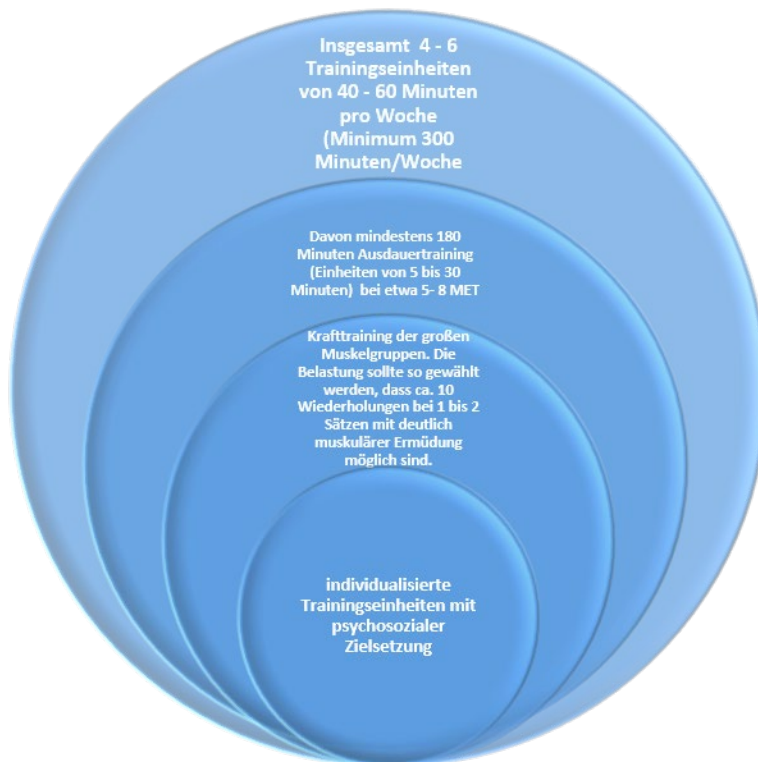 Insgesamt 4 - 6
Trainingseinheiten
von 40 - 60 Minuten
pro Woche
(Minimum 300
Minuten/Woche
Davon mindestens 180
Minuten Ausdauertraining
(Einheiten von 5 bis 30
Minuten) bei etwa 5- 8 MET
Krafttraining der großen
Muskelgruppen. Die
Belastung sollte so gewählt
werden, dass ca. 10
Wiederholungen bei 1 bis 2
Sätzen mit deutlich
muskulärer Ermüdung
möglich sind.
individualisierte
Trainingseinheiten mit
psychosozialer
Zielsetzung